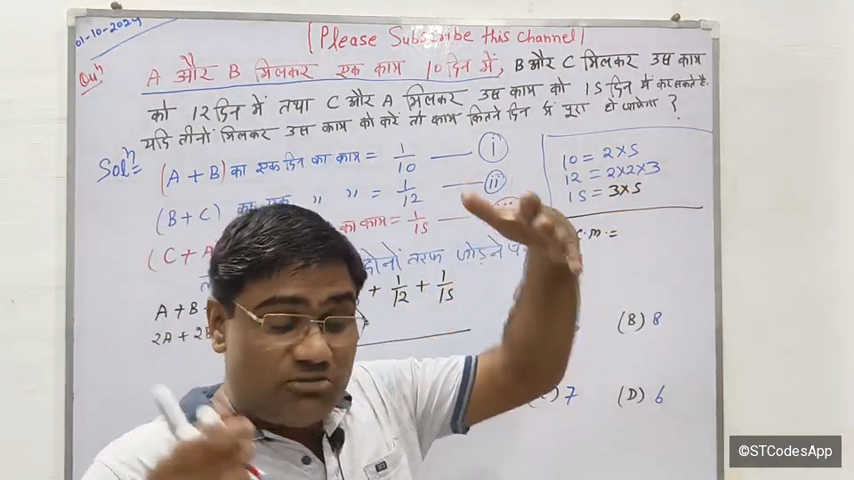 01-10-2024
(Please Subscribe this channel)
Quⁿ
A और B मिलकर एक काम 10 दिन में, B और C मिलकर उस काम
को 12 दिन में तथा C और A मिलकर उस काम को 15 दिन में कर सकते है.
यदि तीनों मिलकर उस काम को करें तो काम कितने दिन में पूरा हो जायेगा ?
Solⁿ=
(A + B) का एक दिन का काम = 1/10 — (i)
(B + C) का एक " " = 1/12 — (ii)
(C + A का काम = 1/15 —
दोनों तरफ जोड़ने
A + B + 1/12 + 1/15
2A + 2B
10 = 2×5
12 = 2×2×3
15 = 3×5
c.m. =
(B) 8
7
(D) 6
©STCodesApp